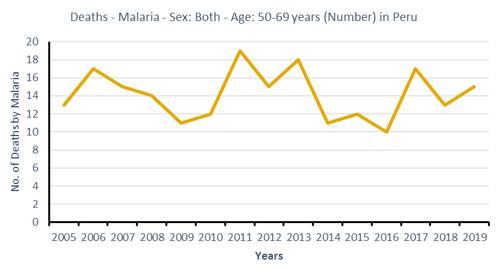 Deaths - Malaria - Sex: Both - Age: 50-69 years (Number) in Peru
No. of Deaths by Malaria
20
18
16
14
12
10
8
6
4
2
0
2005 2006 2007 2008 2009 2010 2011 2012 2013 2014 2015 2016 2017 2018 2019
Years